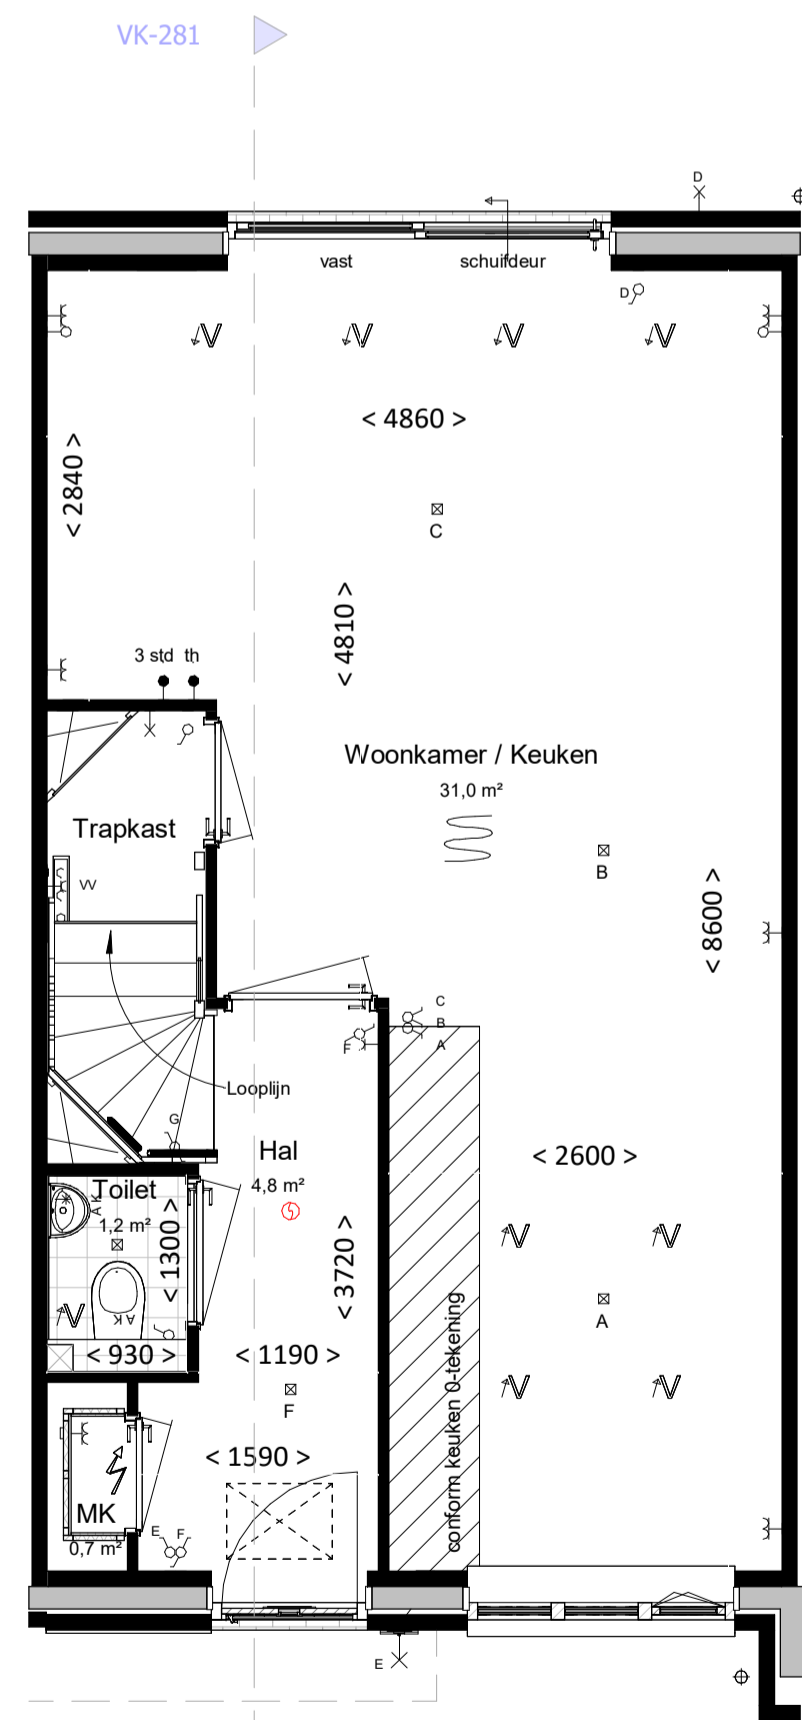 VK-281
D
vast
schuifdeur
D
V V V V
< 4860 >
< 2840 >
C
< 4810 >
3 std th
Woonkamer / Keuken
31,0 m²
Trapkast
B
< 8600 >
C
B
A
F
Looplijn
G
Hal
4,8 m²
< 2600 >
Toilet
1,2 m²
AK
< 1300 >
< 3720 >
V V
V
AK
A
< 930 >
< 1190 >
F
V V
conform keuken 0-tekening
< 1590 >
MK
0,7 m²
E F
E